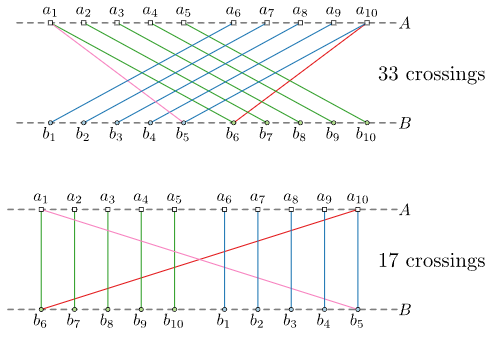 a₁ a₂ a₃ a₄ a₅ a₆ a₇ a₈ a₉ a₁₀ A
33 crossings
b₁ b₂ b₃ b₄ b₅ b₆ b₇ b₈ b₉ b₁₀ B
a₁ a₂ a₃ a₄ a₅ a₆ a₇ a₈ a₉ a₁₀ A
17 crossings
b₆ b₇ b₈ b₉ b₁₀ b₁ b₂ b₃ b₄ b₅ B